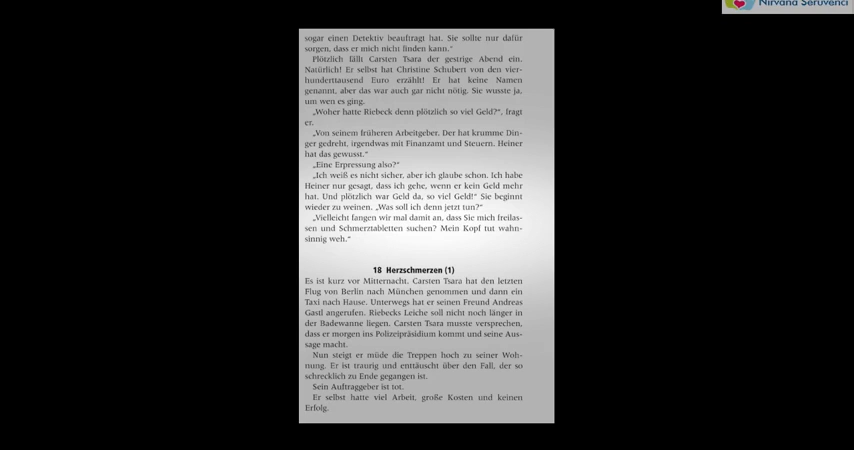 Nirvana Serüvenci
sogar einen Detektiv beauftragt hat. Sie sollte nur dafür
sorgen, dass er mich nicht finden kann."
Plötzlich fällt Carsten Tsara der gestrige Abend ein.
Natürlich! Er selbst hat Christine Schubert von den vier-
hunderttausend Euro erzählt! Er hat keine Namen
genannt, aber das war auch gar nicht nötig. Sie wusste ja,
um wen es ging.
„Woher hatte Riebeck denn plötzlich so viel Geld?“, fragt
er.
„Von seinem früheren Arbeitgeber. Der hat krumme Din-
ger gedreht, irgendwas mit Finanzamt und Steuern. Heiner
hat das gewusst.“
„Eine Erpressung also?“
„Ich weiß es nicht sicher, aber ich glaube schon. Ich habe
Heiner nur gesagt, dass ich gehe, wenn er kein Geld mehr
hat. Und plötzlich war Geld da, so viel Geld!“ Sie beginnt
wieder zu weinen. „Was soll ich denn jetzt tun?“
„Vielleicht fangen wir mal damit an, dass Sie mich freilas-
sen und Schmerztabletten suchen? Mein Kopf tut wahn-
sinnig weh.“
18 Herzschmerzen (1)
Es ist kurz vor Mitternacht. Carsten Tsara hat den letzten
Flug von Berlin nach München genommen und dann ein
Taxi nach Hause. Unterwegs hat er seinen Freund Andreas
Gastl angerufen. Riebecks Leiche soll nicht noch länger in
der Badewanne liegen. Carsten Tsara musste versprechen,
dass er morgen ins Polizeipräsidium kommt und seine Aus-
sage macht.
Nun steigt er müde die Treppen hoch zu seiner Woh-
nung. Er ist traurig und enttäuscht über den Fall, der so
schrecklich zu Ende gegangen ist.
Sein Auftraggeber ist tot.
Er selbst hatte viel Arbeit, große Kosten und keinen
Erfolg.